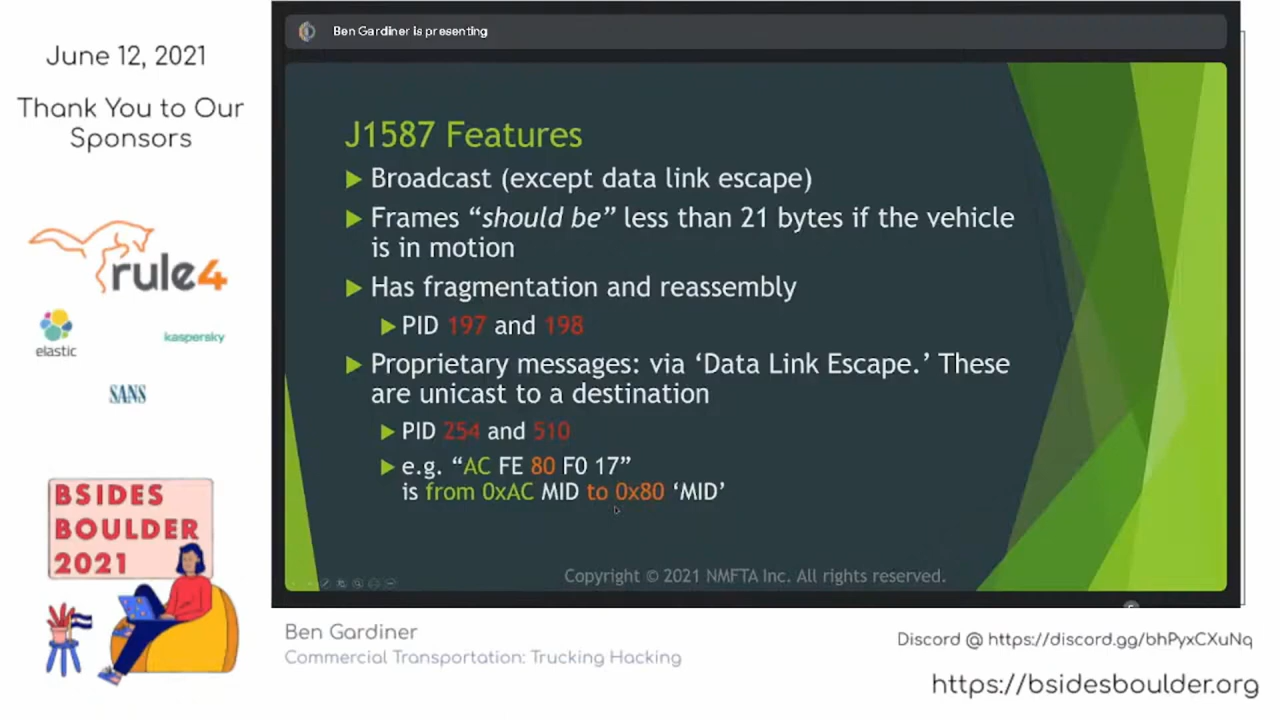 June 12, 2021
Thank You to Our
Sponsors
rule4
elastic
kaspersky
SANS
BSIDES
BOULDER
2021
Ben Gardiner is presenting
J1587 Features
Broadcast (except data link escape)
Frames “should be” less than 21 bytes if the vehicle
is in motion
Has fragmentation and reassembly
PID 197 and 198
Proprietary messages: via ‘Data Link Escape.’ These
are unicast to a destination
PID 254 and 510
e.g. “AC FE 80 F0 17”
is from 0xAC MID to 0x80 ‘MID’
Copyright © 2021 NMFTA Inc. All rights reserved.
Ben Gardiner
Commercial Transportation: Trucking Hacking
Discord @ https://discord.gg/bhPyxCXuNq
https://bsidesboulder.org